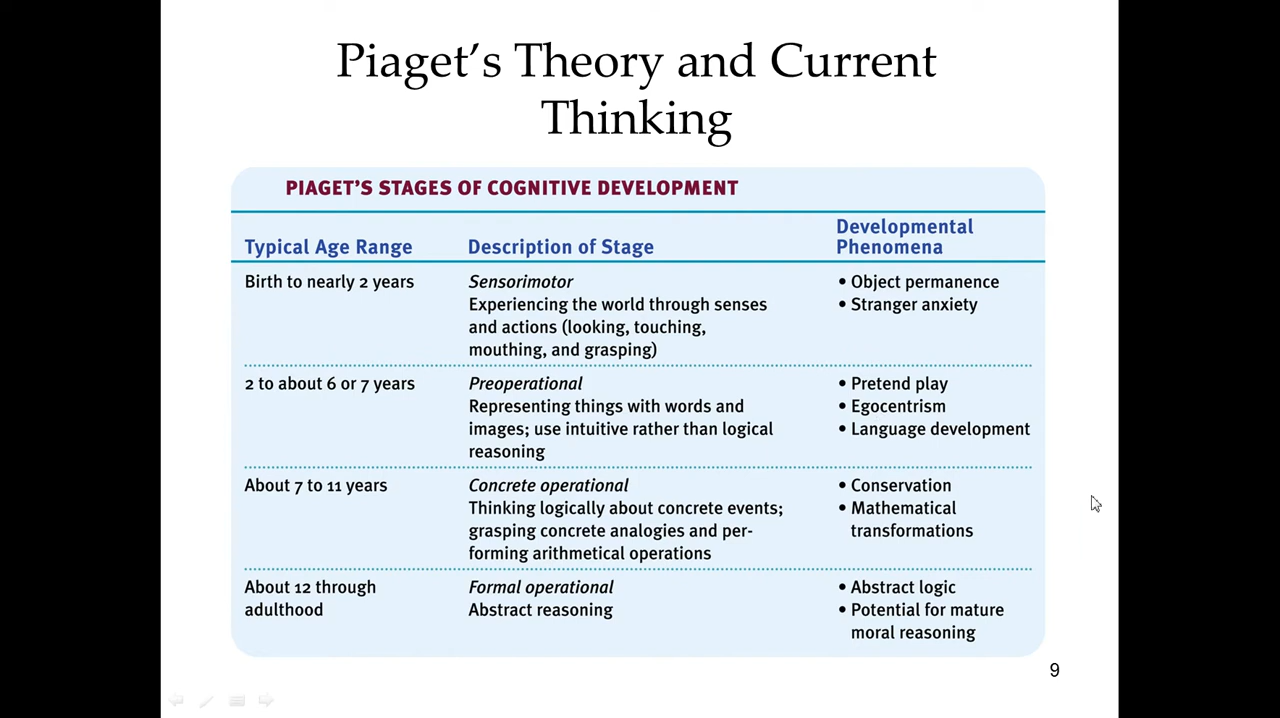 Piaget's Theory and Current
Thinking
PIAGET'S STAGES OF COGNITIVE DEVELOPMENT
Typical Age Range
Description of Stage
Developmental
Phenomena
Birth to nearly 2 years
Sensorimotor
Experiencing the world through senses
and actions (looking, touching,
mouthing, and grasping)
• Object permanence
• Stranger anxiety
2 to about 6 or 7 years
Preoperational
Representing things with words and
images; use intuitive rather than logical
reasoning
• Pretend play
• Egocentrism
• Language development
About 7 to 11 years
Concrete operational
Thinking logically about concrete events;
grasping concrete analogies and per-
forming arithmetical operations
• Conservation
• Mathematical
transformations
About 12 through
adulthood
Formal operational
Abstract reasoning
• Abstract logic
• Potential for mature
moral reasoning
9